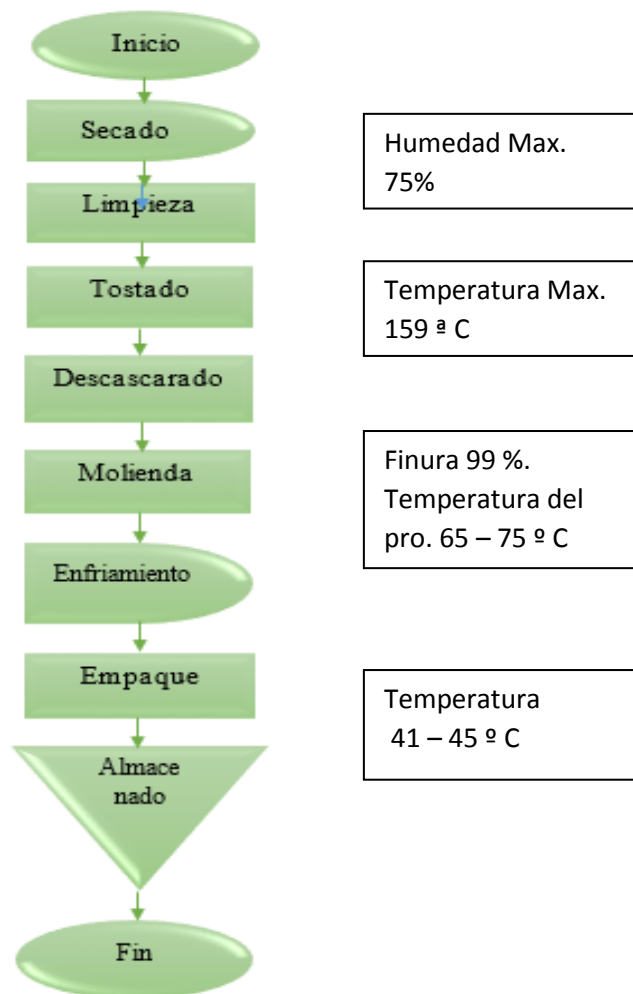 Inicio
Secado
Humedad Max.
75%
Limpieza
Tostado
Temperatura Max.
159 ª C
Descascarado
Molienda
Finura 99 %.
Temperatura del
pro. 65 – 75 º C
Enfriamiento
Empaque
Temperatura
41 – 45 º C
Almace
nado
Fin